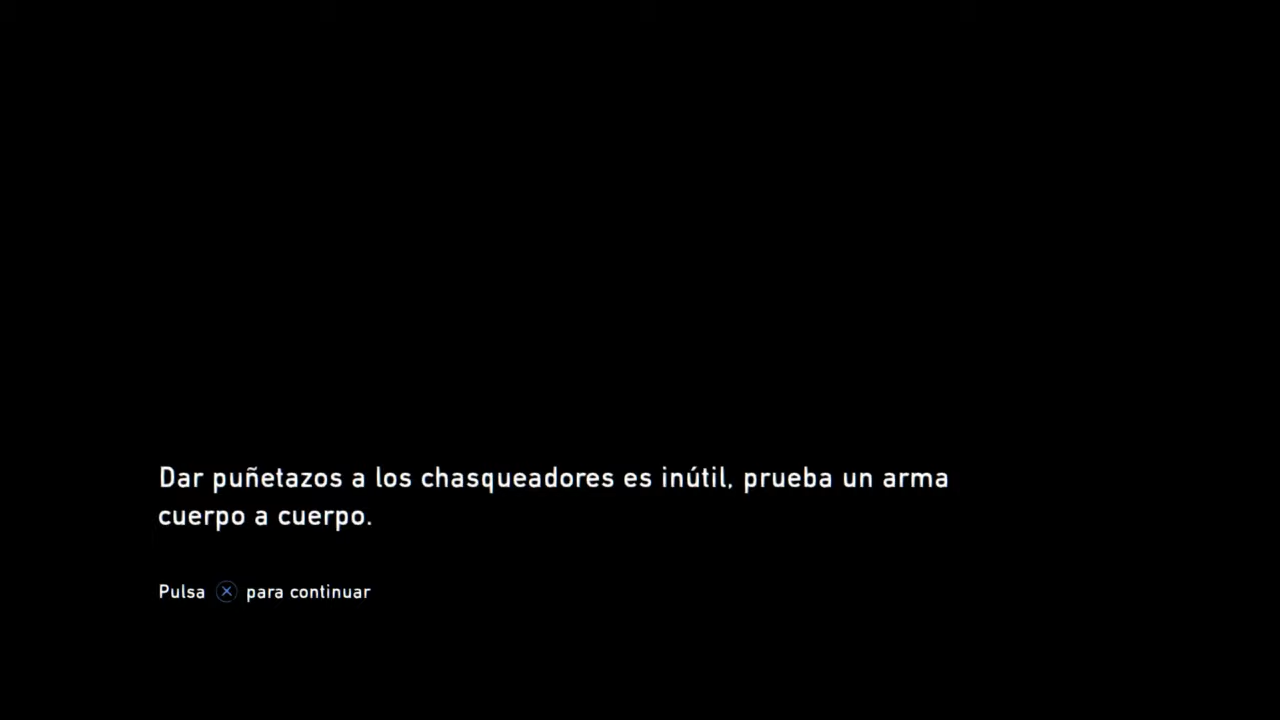 Dar puñetazos a los chasqueadores es inútil, prueba un arma
cuerpo a cuerpo.
Pulsa ⓧ para continuar